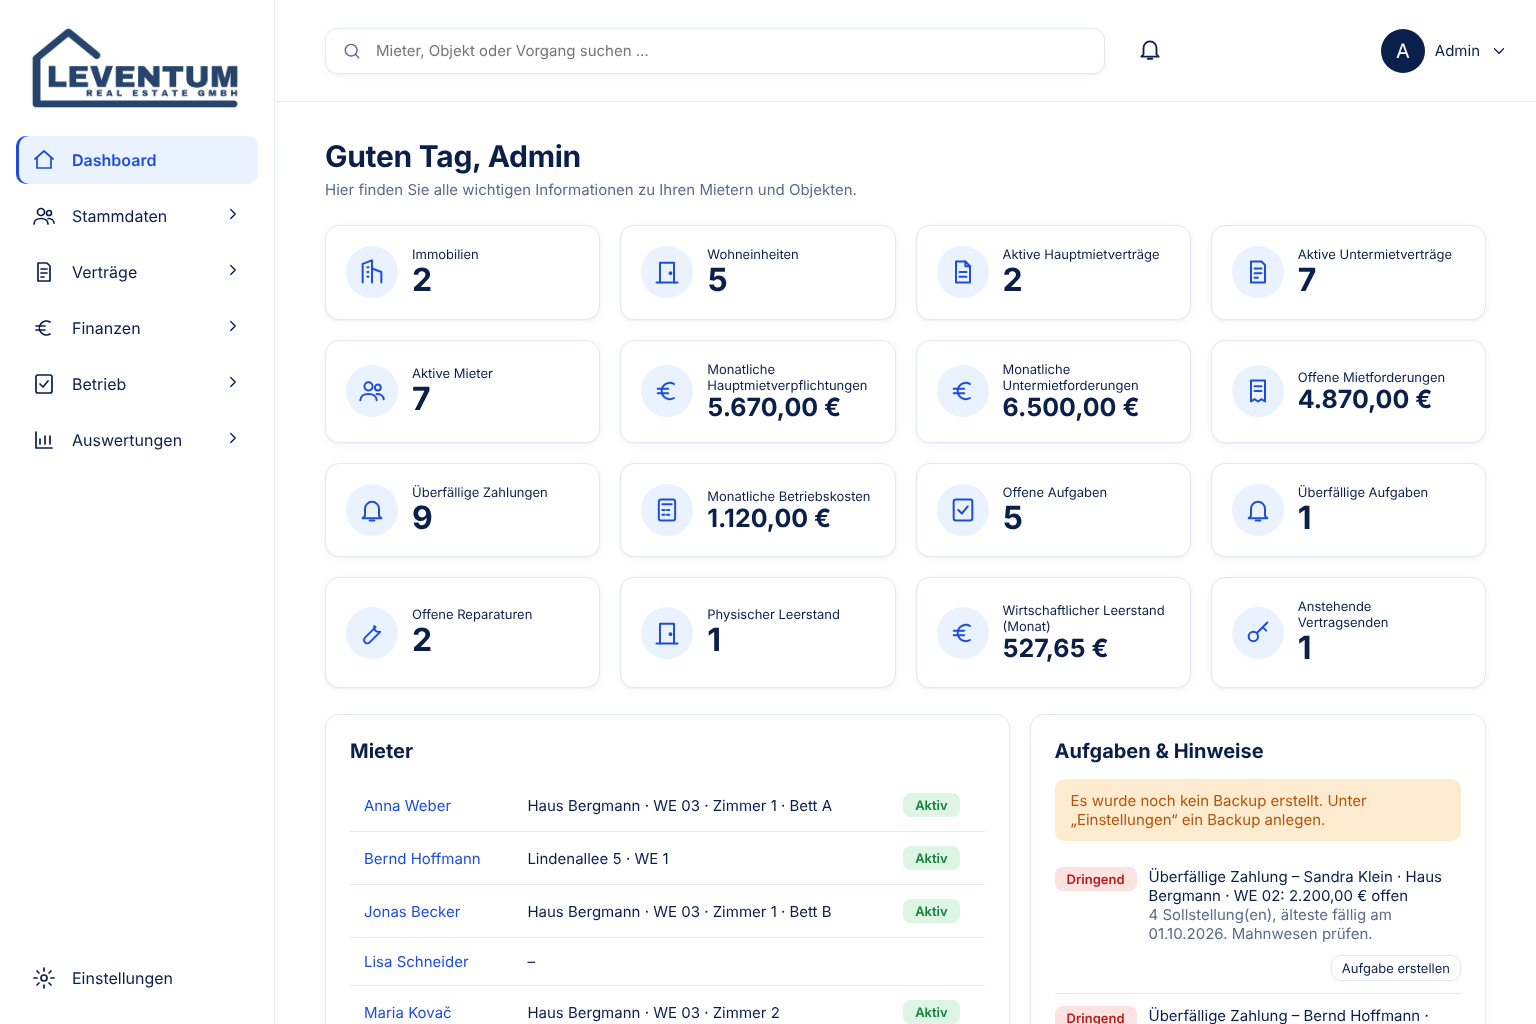 LEVENTUM
REAL ESTATE GMBH
Mieter, Objekt oder Vorgang suchen ...
A
Admin
Dashboard
Stammdaten
Verträge
Finanzen
Betrieb
Auswertungen
Einstellungen
Guten Tag, Admin
Hier finden Sie alle wichtigen Informationen zu Ihren Mietern und Objekten.
Immobilien
2
Wohneinheiten
5
Aktive Hauptmietverträge
2
Aktive Untermietverträge
7
Aktive Mieter
7
Monatliche
Hauptmietverpflichtungen
5.670,00 €
Monatliche
Untermietforderungen
6.500,00 €
Offene Mietforderungen
4.870,00 €
Überfällige Zahlungen
9
Monatliche Betriebskosten
1.120,00 €
Offene Aufgaben
5
Überfällige Aufgaben
1
Offene Reparaturen
2
Physischer Leerstand
1
Wirtschaftlicher Leerstand
(Monat)
527,65 €
Anstehende
Vertragsenden
1
Mieter
Anna Weber Haus Bergmann · WE 03 · Zimmer 1 · Bett A Aktiv
Bernd Hoffmann Lindenallee 5 · WE 1 Aktiv
Jonas Becker Haus Bergmann · WE 03 · Zimmer 1 · Bett B Aktiv
Lisa Schneider –
Maria Kovač Haus Bergmann · WE 03 · Zimmer 2 Aktiv
Aufgaben & Hinweise
Es wurde noch kein Backup erstellt. Unter
„Einstellungen“ ein Backup anlegen.
Dringend
Überfällige Zahlung – Sandra Klein · Haus
Bergmann · WE 02: 2.200,00 € offen
4 Sollstellung(en), älteste fällig am
01.10.2026. Mahnwesen prüfen.
Aufgabe erstellen
Dringend
Überfällige Zahlung – Bernd Hoffmann ·